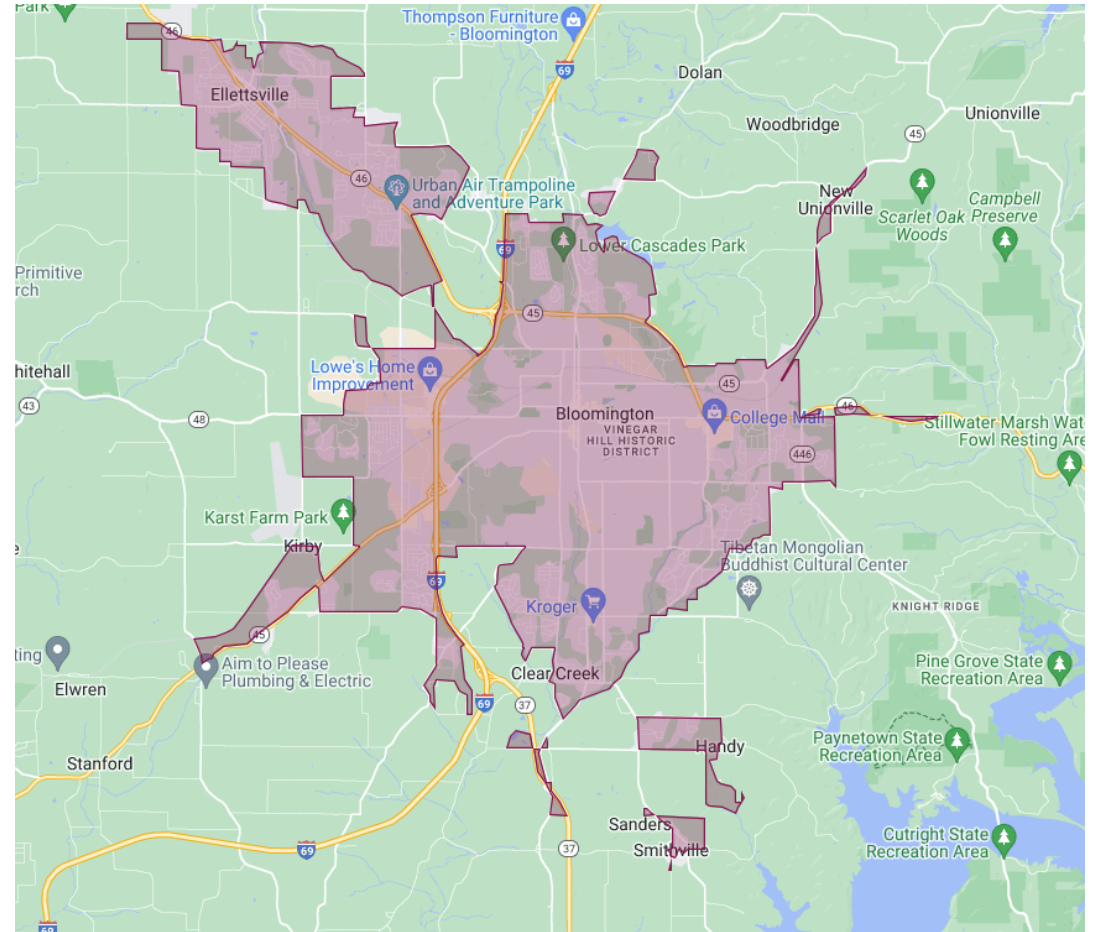 Park
46
Thompson Furniture
- Bloomington
69
Dolan
Ellettsville
Woodbridge
Unionville
45
46
Urban Air Trampoline
and Adventure Park
New
Unionville
Scarlet Oak
Woods
Campbell
Preserve
69
Lower Cascades Park
Primitive
rch
45
hitehall
Lowe's Home
Improvement
45
43
48
Bloomington
VINEGAR
HILL HISTORIC
DISTRICT
College Mall
46
Stillwater Marsh Wat
Fowl Resting Are
446
Karst Farm Park
Kirby
e
69
Tibetan Mongolian
Buddhist Cultural Center
Kroger
KNIGHT RIDGE
45
ting
Elwren
Aim to Please
Plumbing & Electric
Clear Creek
Pine Grove State
Recreation Area
69
37
Handy
Paynetown State
Recreation Area
Stanford
Sanders
Smithville
Cutright State
Recreation Area
69
37
69